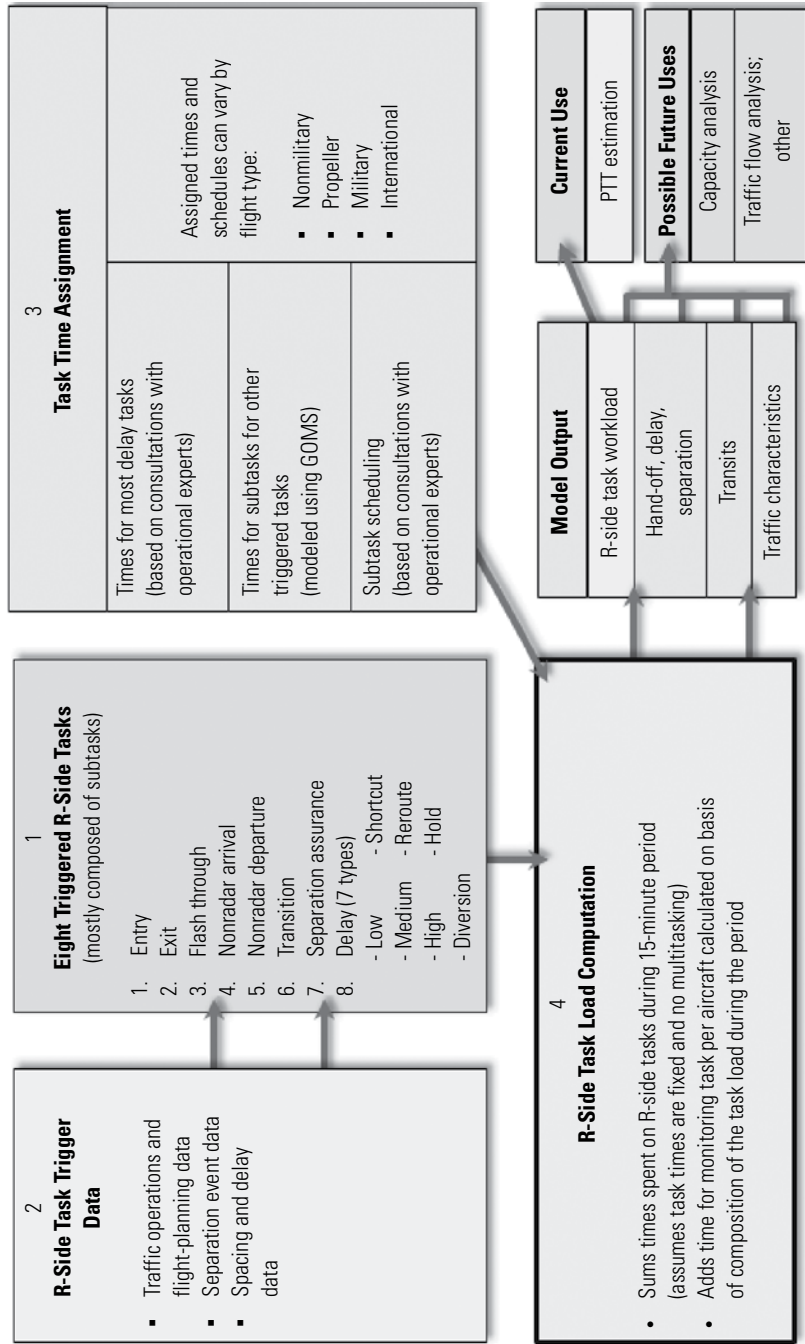 2
R-Side Task Trigger
Data
▪ Traffic operations and
flight-planning data
▪ Separation event data
▪ Spacing and delay
data
1
Eight Triggered R-Side Tasks
(mostly composed of subtasks)
1. Entry
2. Exit
3. Flash through
4. Nonradar arrival
5. Nonradar departure
6. Transition
7. Separation assurance
8. Delay (7 types)
- Low - Shortcut
- Medium - Reroute
- High - Hold
- Diversion
3
Task Time Assignment
Times for most delay tasks
(based on consultations with
operational experts)
Times for subtasks for other
triggered tasks
(modeled using GOMS)
Subtask scheduling
(based on consultations with
operational experts)
Assigned times and
schedules can vary by
flight type:
▪ Nonmilitary
▪ Propeller
▪ Military
▪ International
4
R-Side Task Load Computation
• Sums times spent on R-side tasks during 15-minute period
(assumes task times are fixed and no multitasking)
• Adds time for monitoring task per aircraft calculated on basis
of composition of the task load during the period
Model Output
R-side task workload
Hand-off, delay,
separation
Transits
Traffic characteristics
Current Use
PTT estimation
Possible Future Uses
Capacity analysis
Traffic flow analysis;
other